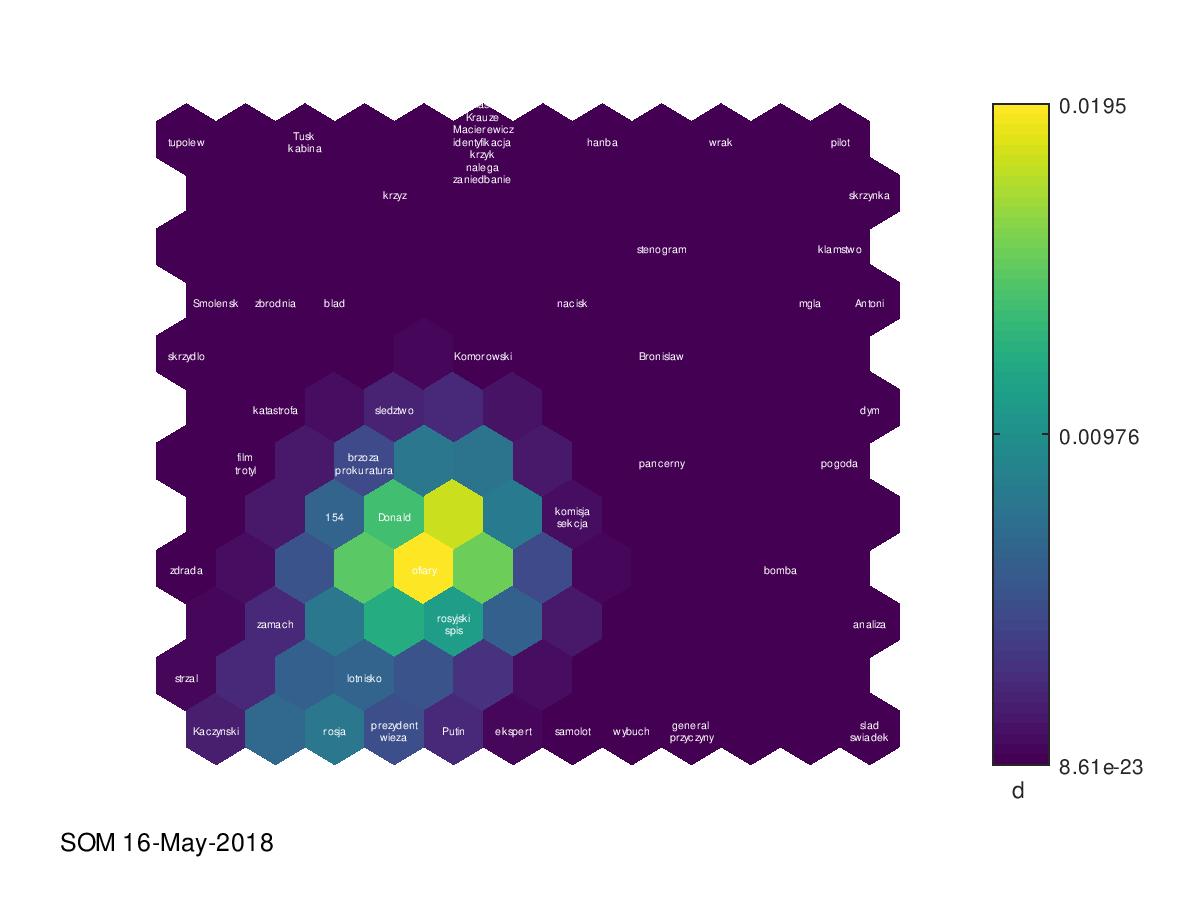 0.0195
Krauze
Macierewicz
tupolew
Tusk
kabina
identyfikacja
hanba
wrak
pilot
krzyk
nalega
zaniedbanie
krzyz
skrzynka
stenogram
klamstwo
Smolensk
zbrodnia
blad
nacisk
mgla
Antoni
skrzydlo
Komorowski
Bronislaw
katastrofa
sledztwo
dym
0.00976
film
trotyl
brzoza
prokuratura
pancerny
pogoda
154
Donald
komisja
sekcja
zdrada
ofiary
bomba
zamach
rosyjski
spis
analiza
strzal
lotnisko
Kaczynski
rosja
prezydent
wieza
Putin
ekspert
samolot
wybuch
general
przyczyny
slad
swiadek
8.61e-23
d
SOM 16-May-2018